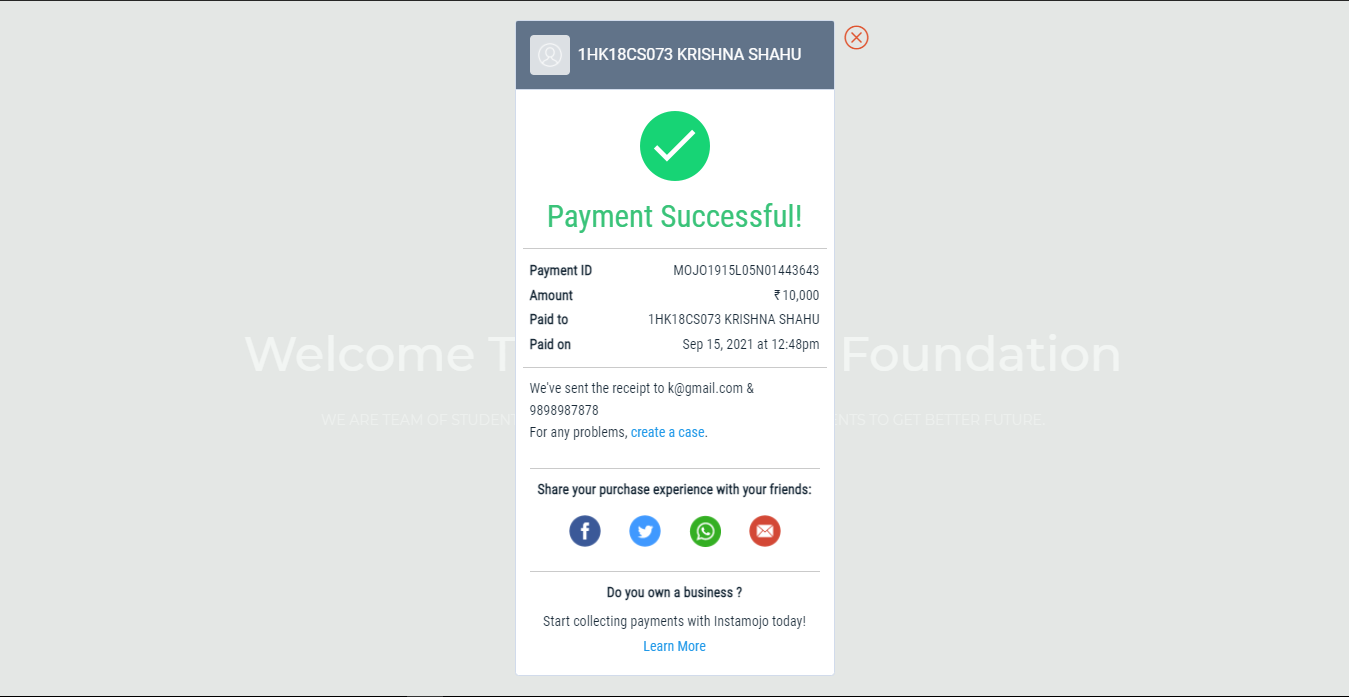 1HK18CS073 KRISHNA SHAHU
Payment Successful!
Payment ID MOJO1915L05N01443643
Amount ₹ 10,000
Paid to 1HK18CS073 KRISHNA SHAHU
Paid on Sep 15, 2021 at 12:48pm
Welcome T Foundation
We've sent the receipt to k@gmail.com &
9898987878
WE ARE TEAM OF STUDENT NTS TO GET BETTER FUTURE..
For any problems, create a case.
Share your purchase experience with your friends:
Do you own a business ?
Start collecting payments with Instamojo today!
Learn More